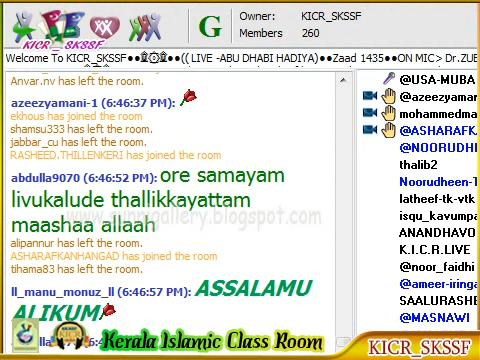 KICR_SKSSF
G
Owner: KICR_SKSSF
Members 260
Welcome To KICR_SKSSF●●۩۞۩●●((LIVE -ABU DHABI HADIYA)●●Zaad 1435●●ON MIC> Dr.ZUB
Anvar.nv has left the room.
azeezyamani-1 (6:46:37 PM):
ekhous has joined the room
shamsu333 has left the room.
jabbar_cu has left the room.
RASHEED.THILLENKERI has joined the room
abdulla9070 (6:46:52 PM): ore samayam
livukalude thallikkayattam
maashaa allaah
alipannur has left the room.
ASHARAFKANHANGAD has joined the room
tihama83 has left the room.
ll_manu_monuz_ll (6:46:57 PM): ASSALAMU
ALIKUM
@USA-MUBA
@azeezyamar
mohammedma
@ASHARAFK
@NOORUDHI
thalib2
Noorudheen-T
latheef-tk-vtk
isqu_kavumpa
ANANDHAVO
K.I.C.R.LIVE
@noor_faidhi
@ameer-iringa
SAALURASHE
@MASNAWI
Kerala Islamic Class Room
KICR_SKSSF